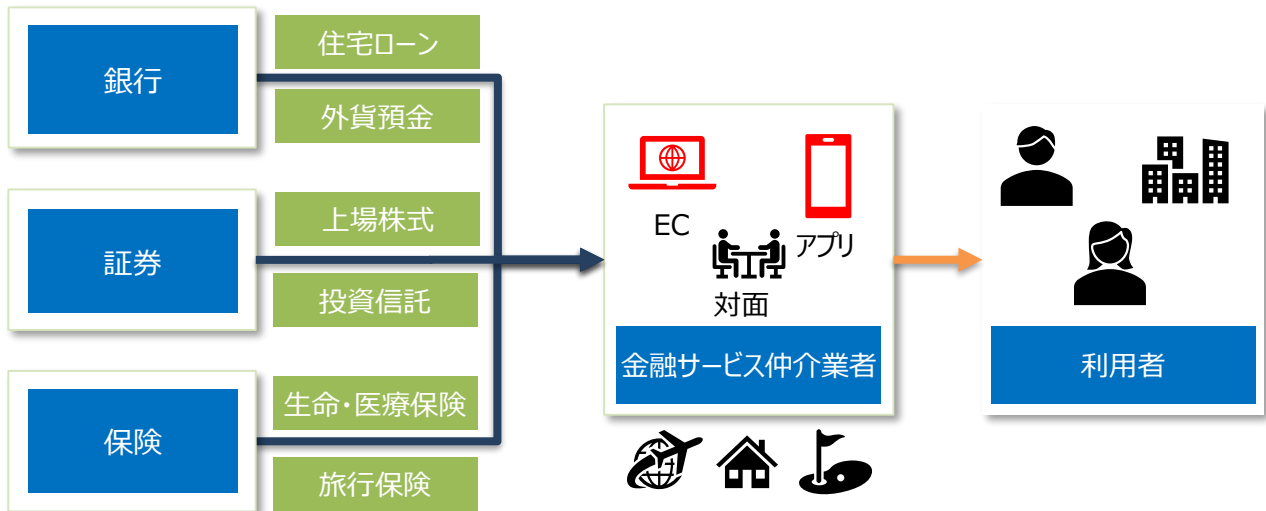 銀行
住宅ローン
外貨預金
証券
上場株式
投資信託
保険
生命・医療保険
旅行保険
EC
アプリ
対面
金融サービス仲介業者
利用者